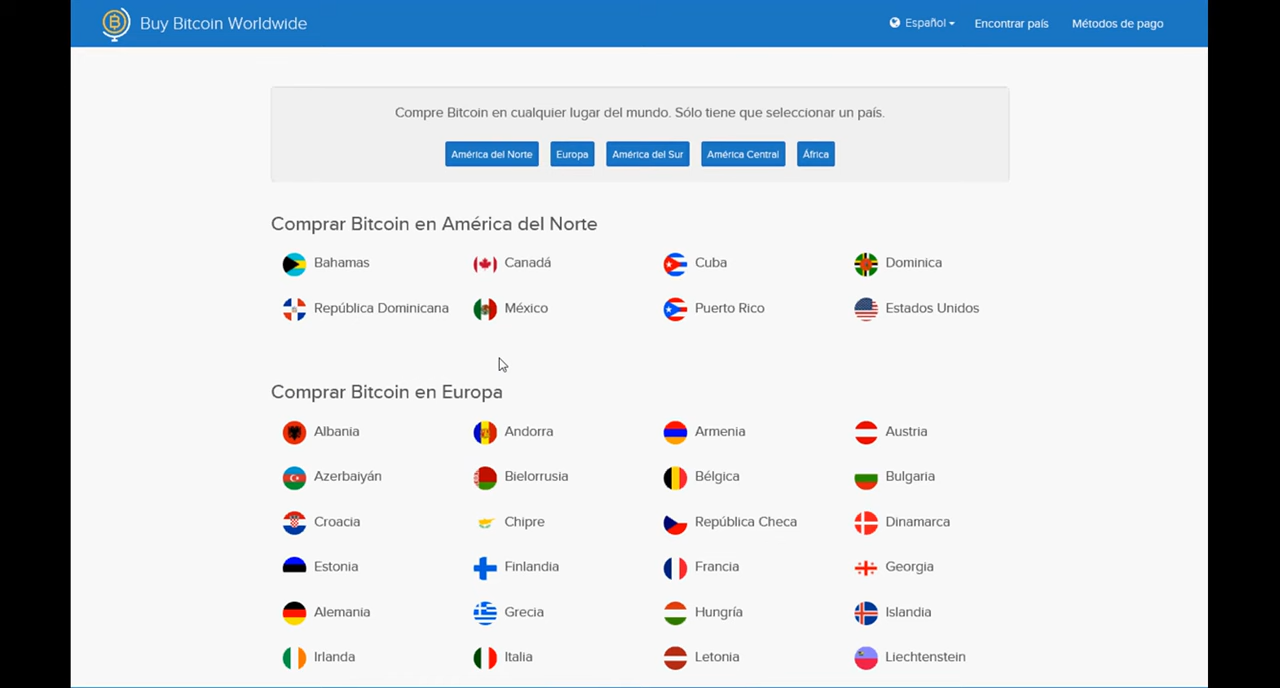 Buy Bitcoin Worldwide
Español Encontrar país Métodos de pago
Compre Bitcoin en cualquier lugar del mundo. Sólo tiene que seleccionar un país.
América del Norte Europa América del Sur América Central África
Comprar Bitcoin en América del Norte
Bahamas Canadá Cuba Dominica
República Dominicana México Puerto Rico Estados Unidos
Comprar Bitcoin en Europa
Albania Andorra Armenia Austria
Azerbaiyán Bielorrusia Bélgica Bulgaria
Croacia Chipre República Checa Dinamarca
Estonia Finlandia Francia Georgia
Alemania Grecia Hungría Islandia
Irlanda Italia Letonia Liechtenstein